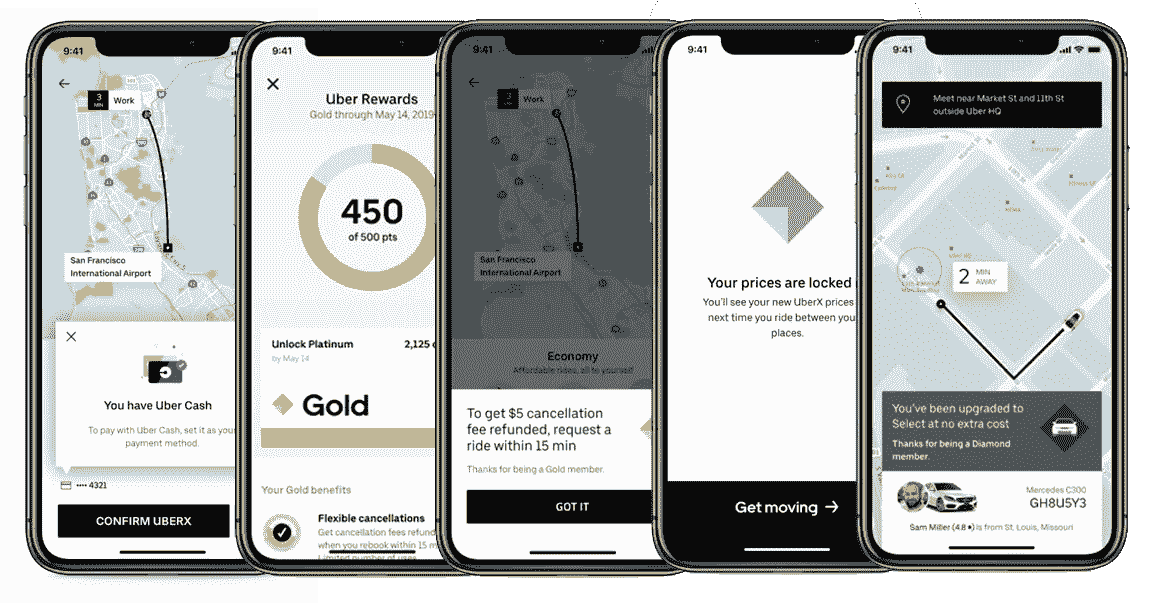 9:41
3
MIN
Work
San Francisco
International Airport
You have Uber Cash
To pay with Uber Cash, set it as your
payment method.
•••• 4321
CONFIRM UBERX
9:41
Uber Rewards
Gold through May 14, 2019
450
of 500 pts
Unlock Platinum
2,125
by May 14
Gold
Your Gold benefits
Flexible cancellations
Get cancellation fees refund
when you rebook within 15 m
Limited number of uses
9:41
3
MIN
Work
San Francisco
International Airport
Economy
Affordable rides, all to yourself
To get $5 cancellation
fee refunded, request a
ride within 15 min
Thanks for being a Gold member.
GOT IT
9:41
Your prices are locked
You'll see your new UberX prices
next time you ride between you
places.
Get moving →
9:41
Meet near Market St and 11th St
outside Uber HQ
2 MIN
AWAY
You've been upgraded to
Select at no extra cost
Thanks for being a Diamond
member.
Mercedes C300
GH8U5Y3
Sam Miller (4.8 ★) is from St. Louis, Missouri